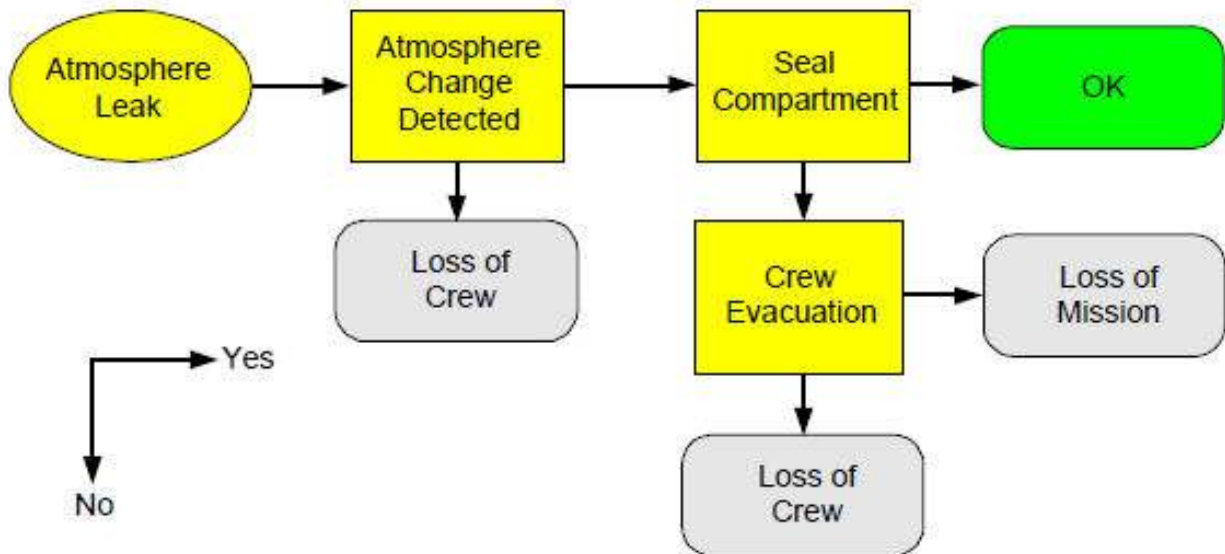 Atmosphere
Leak
Atmosphere
Change
Detected
Seal
Compartment
OK
Loss of
Crew
Crew
Evacuation
Loss of
Mission
Yes
No
Loss of
Crew